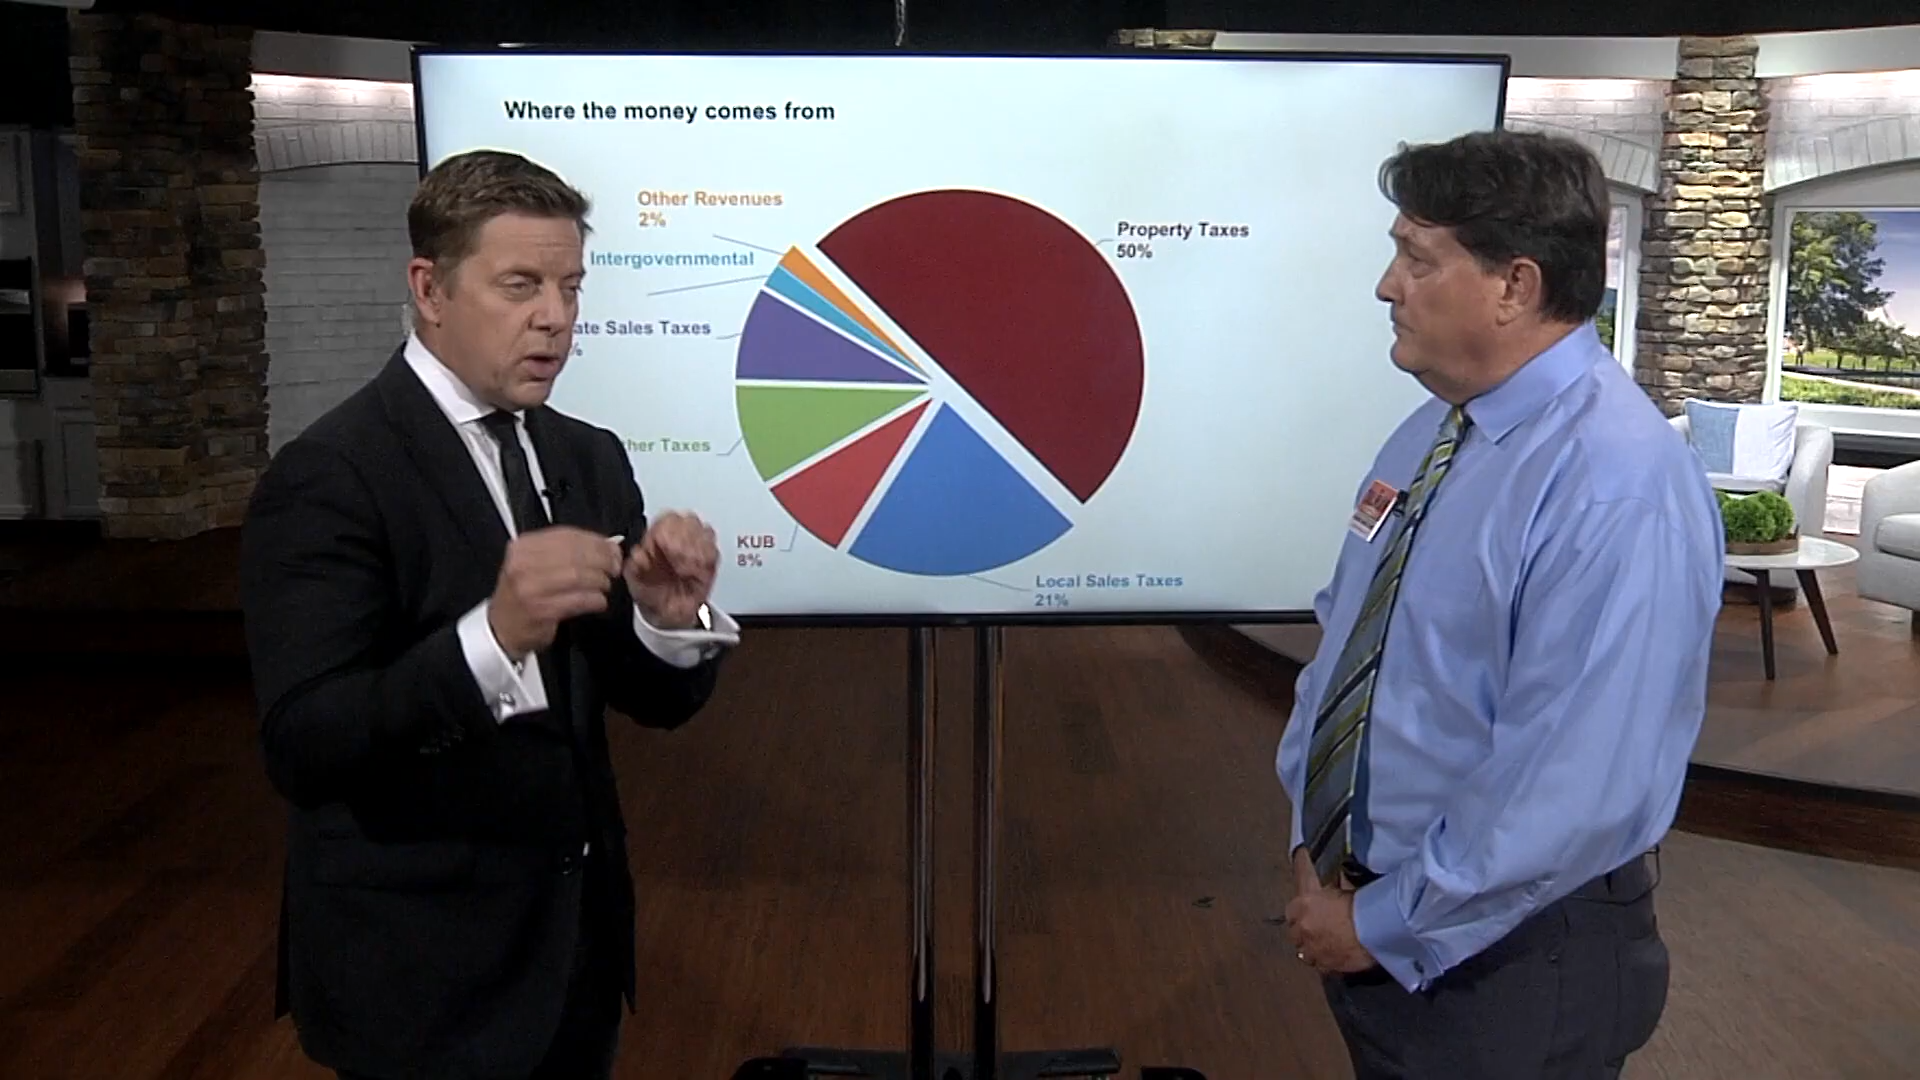 Where the money comes from
Other Revenues
2%
Property Taxes
50%
Intergovernmental
ate Sales Taxes
%
her Taxes
KUB
8%
Local Sales Taxes
21%